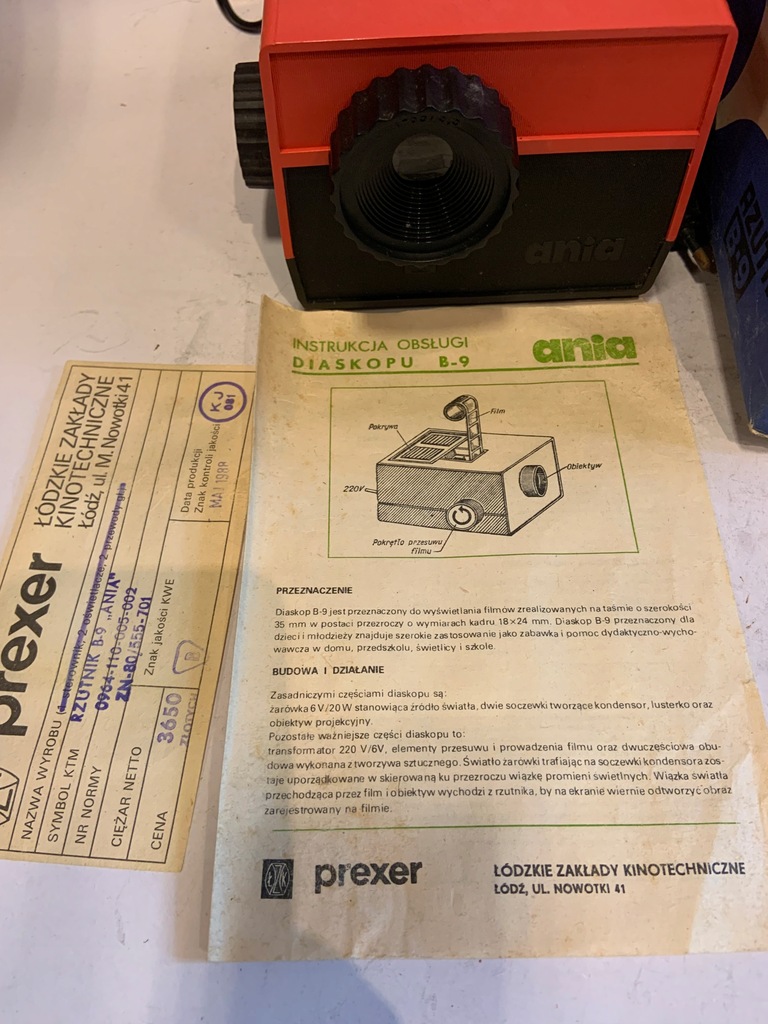 ania
RZUTN
B-9
INSTRUKCJA OBSŁUGI
DIASKOPU B-9
ania
film
Pokrywa
Obiektyw
220V
Pokrętło przesuwu
filmu
PRZEZNACZENIE
Diaskop B-9 jest przeznaczony do wyświetlania filmów zrealizowanych na taśmie o szerokości
35 mm w postaci przezroczy o wymiarach kadru 18×24 mm. Diaskop B-9 przeznaczony dla
dzieci i młodzieży znajduje szerokie zastosowanie jako zabawka i pomoc dydaktyczno-wycho-
wawcza w domu, przedszkolu, świetlicy i szkole.
BUDOWA I DZIAŁANIE
Zasadniczymi częściami diaskopu są:
żarówka 6V/20W stanowiąca źródło światła, dwie soczewki tworzące kondensor, lusterko oraz
obiektyw projekcyjny.
Pozostałe ważniejsze części diaskopu to:
transformator 220 V/6V, elementy przesuwu i prowadzenia filmu oraz dwuczęściowa obu-
dowa wykonana z tworzywa sztucznego. Światło żarówki trafiając na soczewki kondensora zos-
taje uporządkowane w skierowaną ku przezroczu wiązkę promieni świetlnych. Wiązka światła
przechodząca przez film i obiektyw wychodzi z rzutnika, by na ekranie wiernie odtworzyć obraz
zarejestrowany na filmie.
prexer
ŁÓDZKIE ZAKŁADY KINOTECHNICZNE
ŁÓDŹ, UL. NOWOTKI 41
prexer
ŁÓDZKIE ZAKŁADY
KINOTECHNICZNE
Łódź, ul. M. Nowotki 41
NAZWA WYROBU
RZUTNIK B-9 „ANIA"
SYMBOL KTM
0964-110-005-002
NR NORMY
ZN-80/555-701
CIĘŻAR NETTO
Znak jakości KWE
B
CENA
3650
ZŁOTYCH
Data produkcji
Znak kontroli jakości
MAJ 1988
KJ
081